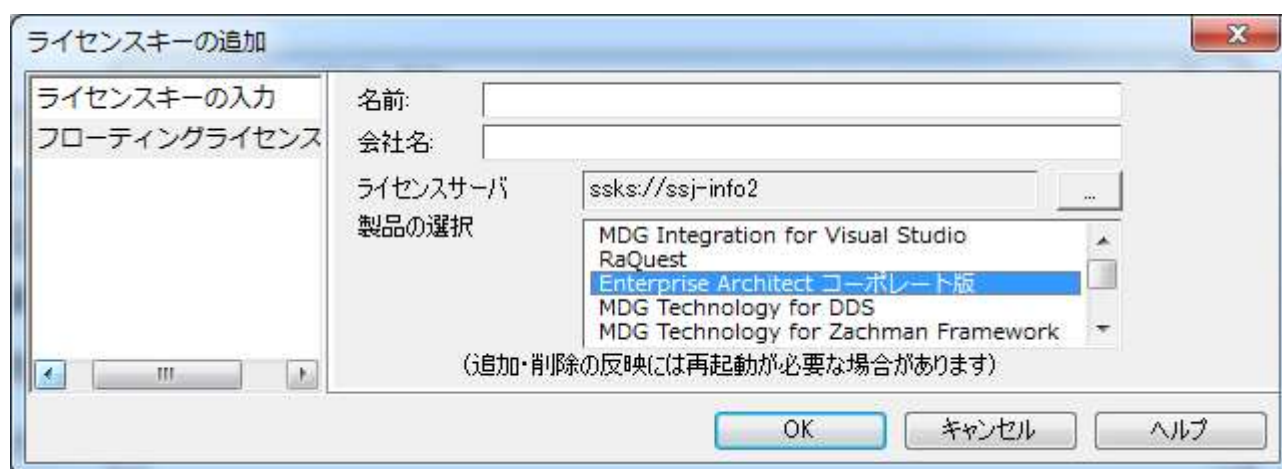 ライセンスキーの追加
ライセンスキーの入力
フローティングライセンス
名前:
会社名:
ライセンスサーバ
ssks://ssj-info2
...
製品の選択
MDG Integration for Visual Studio
RaQuest
Enterprise Architect コーポレート版
MDG Technology for DDS
MDG Technology for Zachman Framework
(追加・削除の反映には再起動が必要な場合があります)
OK
キャンセル
ヘルプ